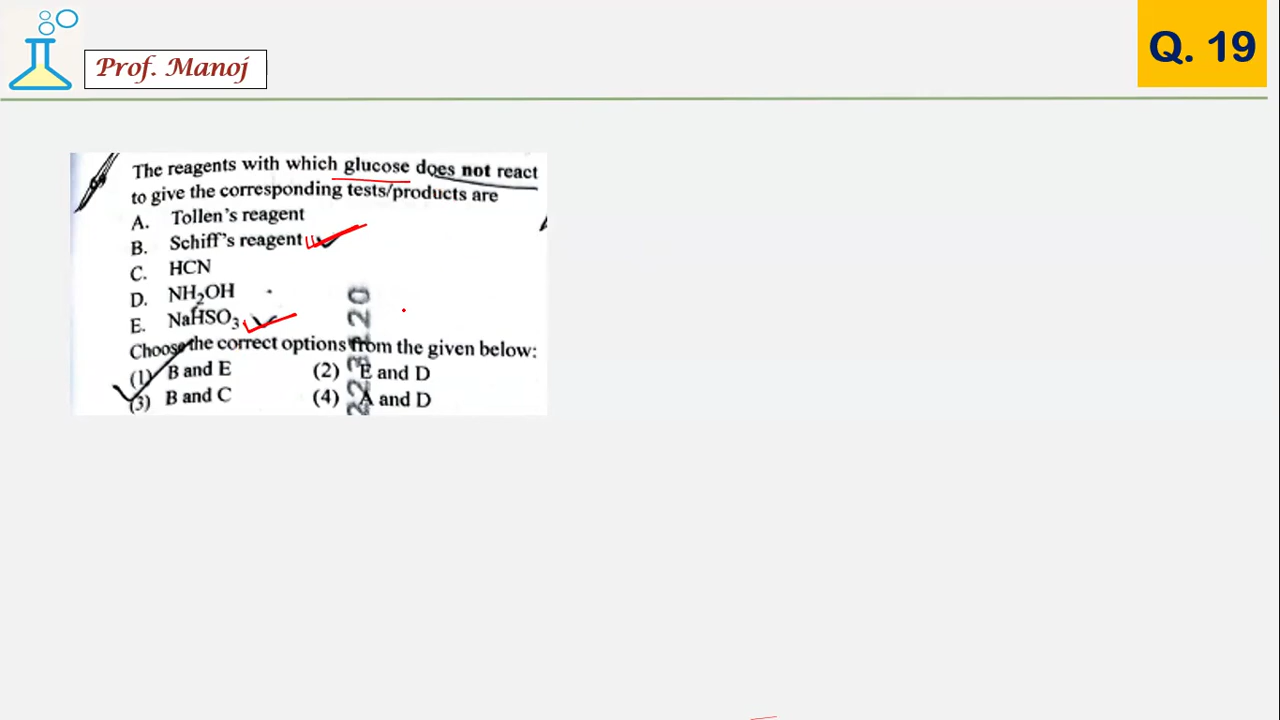 Prof. Manoj
Q. 19
The reagents with which glucose does not react
to give the corresponding tests/products are
A. Tollen's reagent
B. Schiff's reagent
C. HCN
D. NH2OH
E. NaHSO3
Choose the correct options from the given below:
(1) B and E (2) E and D
(3) B and C (4) A and D